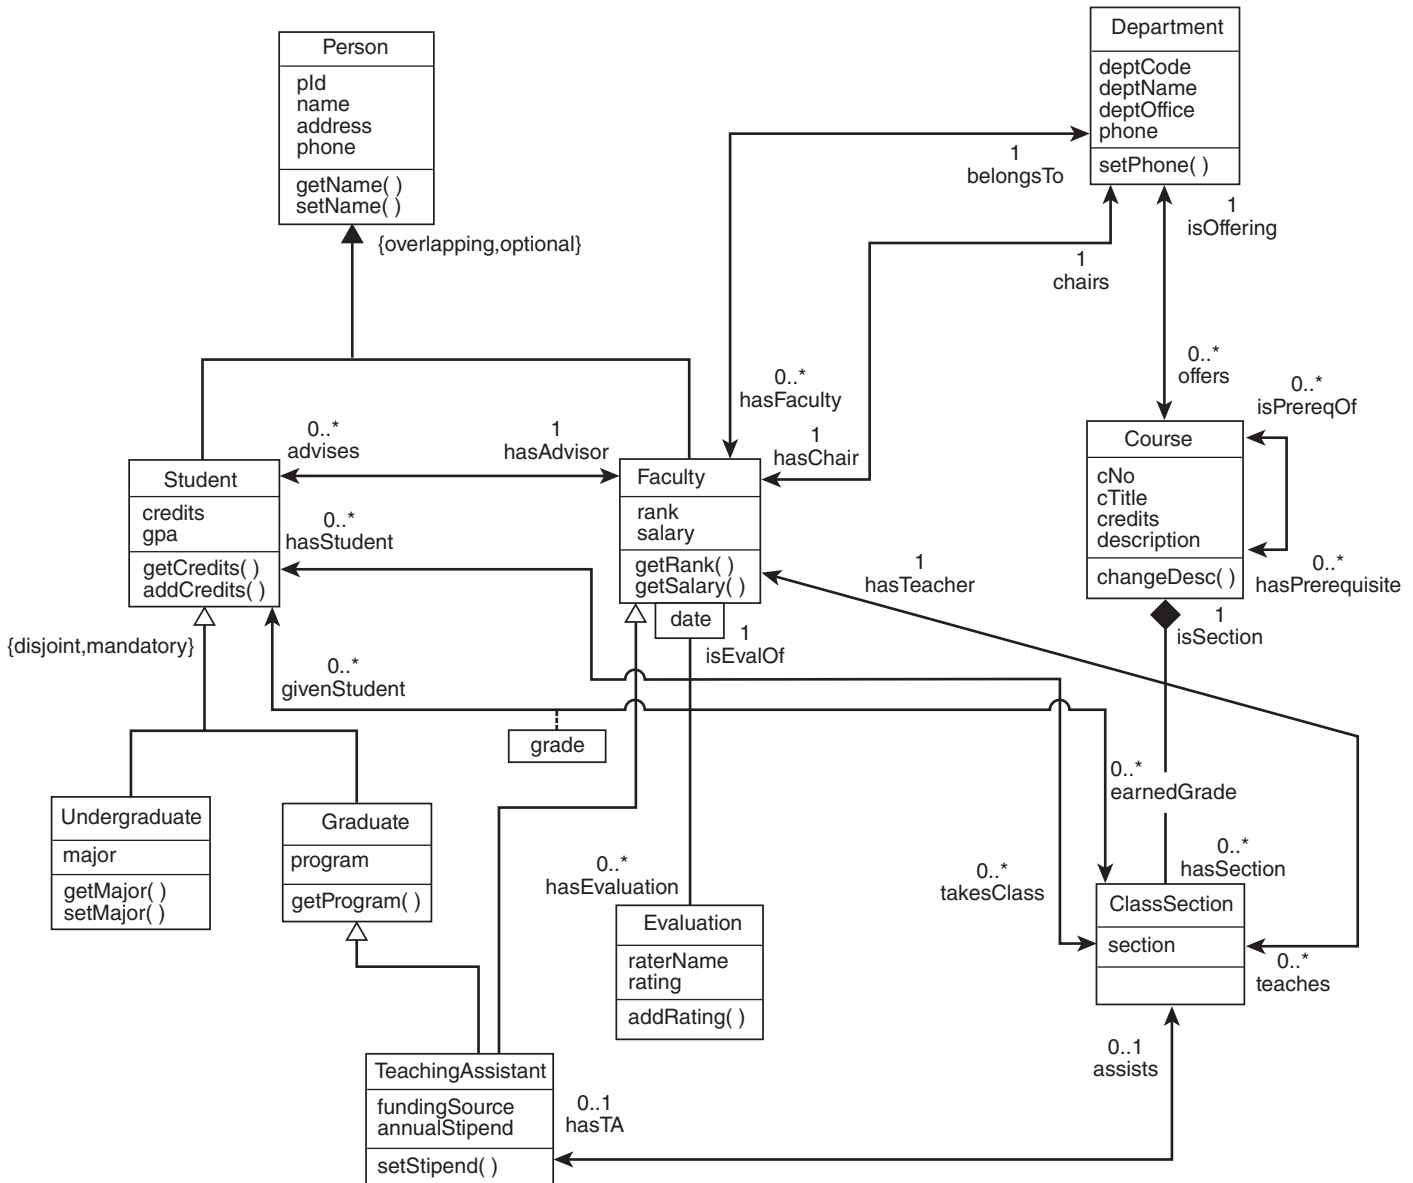 Person
pId
name
address
phone
getName( )
setName( )
{overlapping,optional}
Department
deptCode
deptName
deptOffice
phone
setPhone( )
1
belongsTo
1
isOffering
1
chairs
0..*
hasFaculty
0..*
offers
0..*
isPrereqOf
0..*
advises
1
hasAdvisor
1
hasChair
Student
credits
gpa
getCredits( )
addCredits( )
0..*
hasStudent
Faculty
rank
salary
getRank( )
getSalary( )
date
1
isEvalOf
1
hasTeacher
Course
cNo
cTitle
credits
description
changeDesc( )
0..*
hasPrerequisite
1
isSection
{disjoint,mandatory}
0..*
givenStudent
grade
0..*
earnedGrade
Undergraduate
major
getMajor( )
setMajor( )
Graduate
program
getProgram( )
0..*
hasEvaluation
0..*
takesClass
0..*
hasSection
Evaluation
raterName
rating
addRating( )
ClassSection
section
0..*
teaches
0..1
assists
TeachingAssistant
fundingSource
annualStipend
setStipend( )
0..1
hasTA